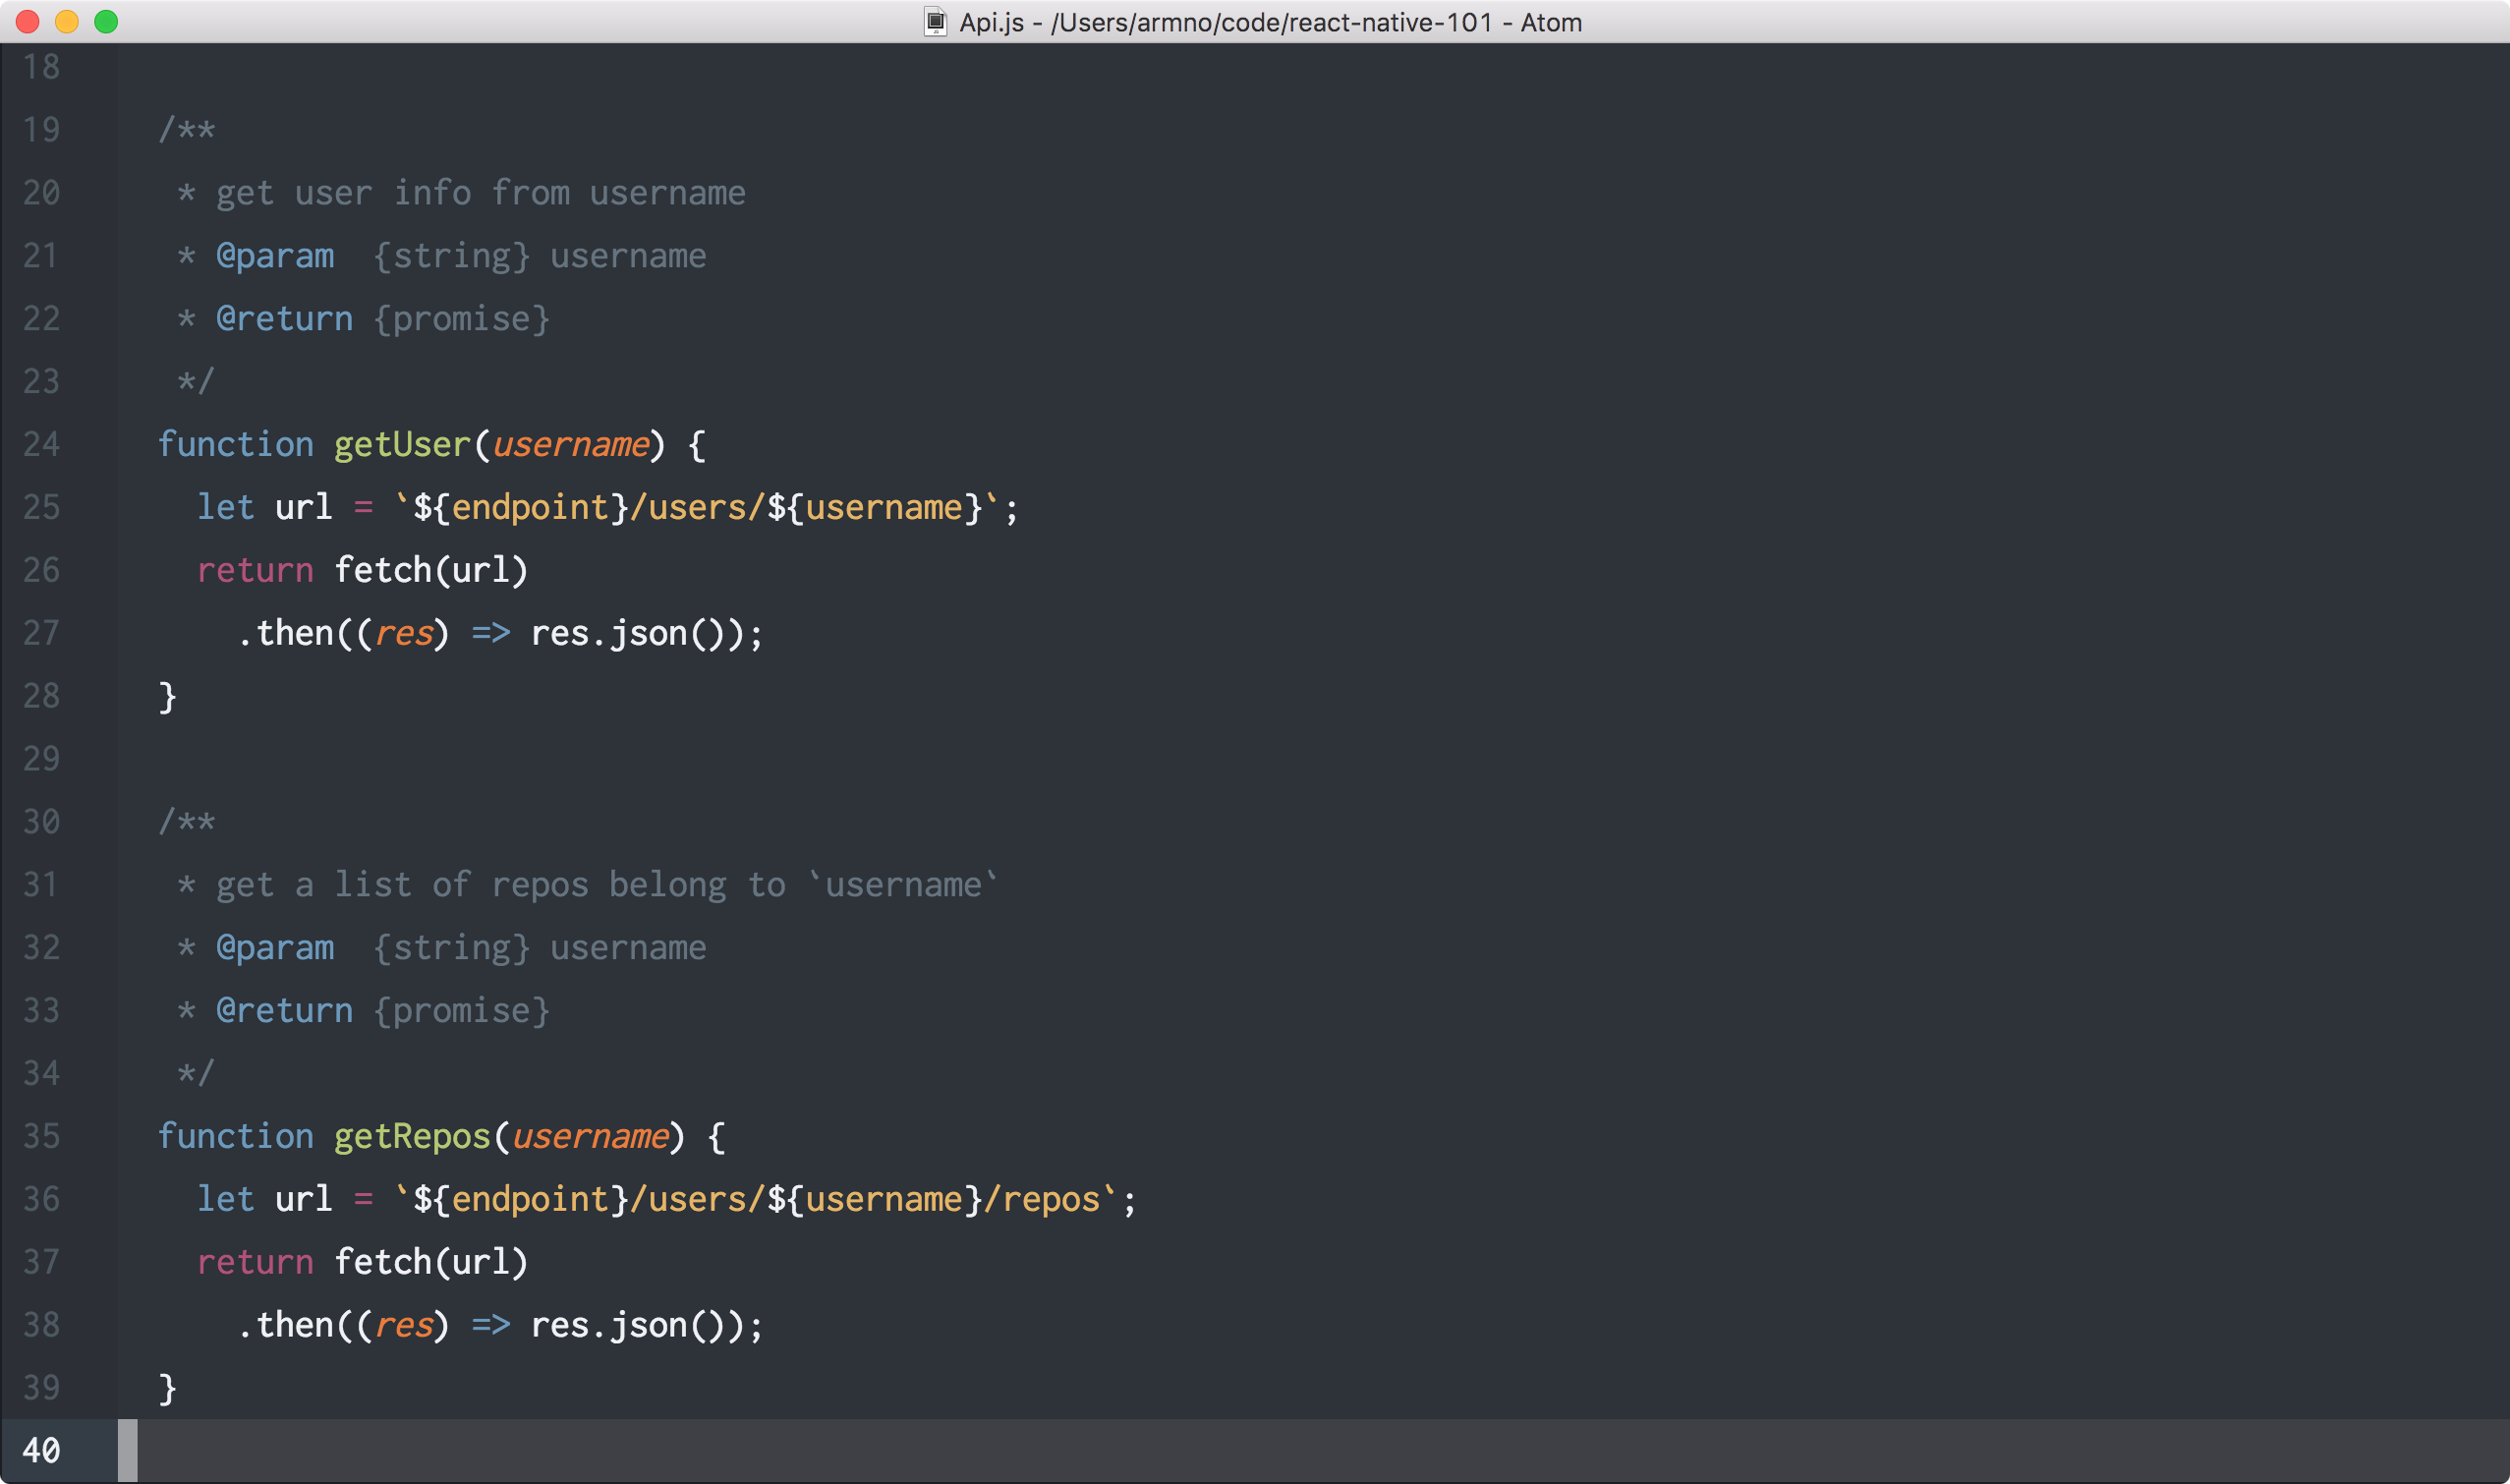 Api.js - /Users/armno/code/react-native-101 - Atom
18
19 /**
20  * get user info from username
21  * @param  {string} username
22  * @return {promise}
23  */
24 function getUser(username) {
25   let url = `${endpoint}/users/${username}`;
26   return fetch(url)
27     .then((res) => res.json());
28 }
29
30 /**
31  * get a list of repos belong to `username`
32  * @param  {string} username
33  * @return {promise}
34  */
35 function getRepos(username) {
36   let url = `${endpoint}/users/${username}/repos`;
37   return fetch(url)
38     .then((res) => res.json());
39 }
40